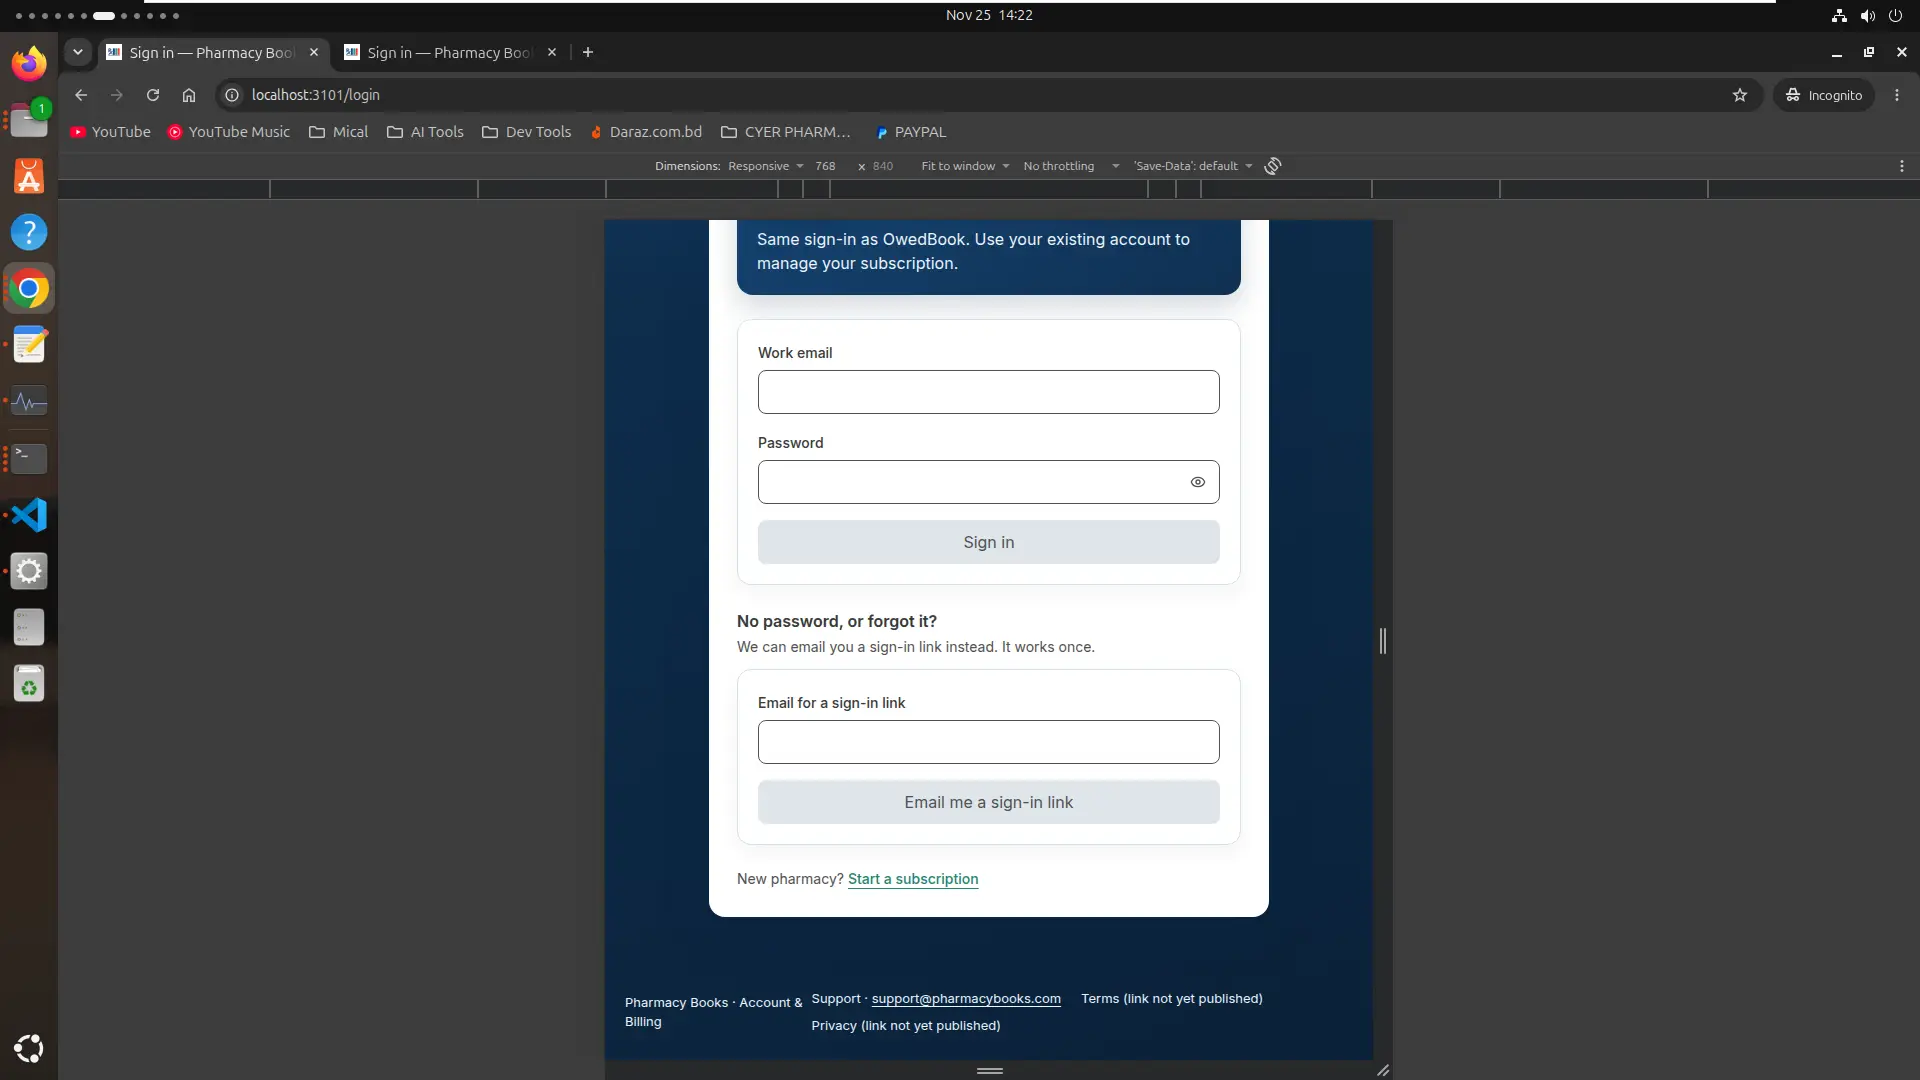 Nov 25 14:22
Sign in — Pharmacy Boo
Sign in — Pharmacy Boo
localhost:3101/login
Incognito
YouTube
YouTube Music
Mical
AI Tools
Dev Tools
Daraz.com.bd
CYER PHARM...
PAYPAL
Dimensions: Responsive 768 x 840 Fit to window No throttling 'Save-Data': default
1
Same sign-in as OwedBook. Use your existing account to
manage your subscription.
Work email
Password
Sign in
No password, or forgot it?
We can email you a sign-in link instead. It works once.
Email for a sign-in link
Email me a sign-in link
New pharmacy? Start a subscription
Pharmacy Books · Account &
Billing
Support · support@pharmacybooks.com
Terms (link not yet published)
Privacy (link not yet published)